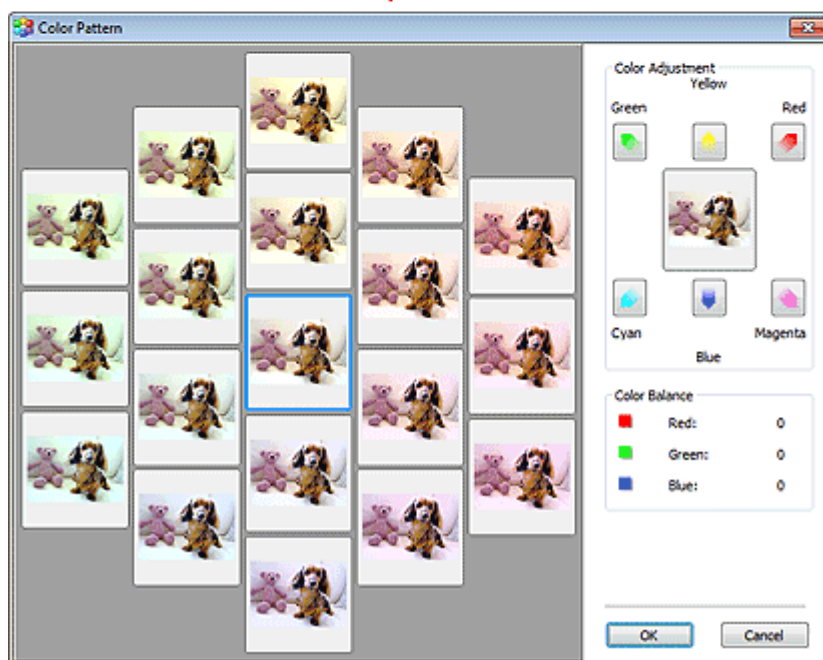 Color Pattern
Color Adjustment
Yellow
Green Red
Cyan Magenta
Blue
Color Balance
Red: 0
Green: 0
Blue: 0
OK Cancel